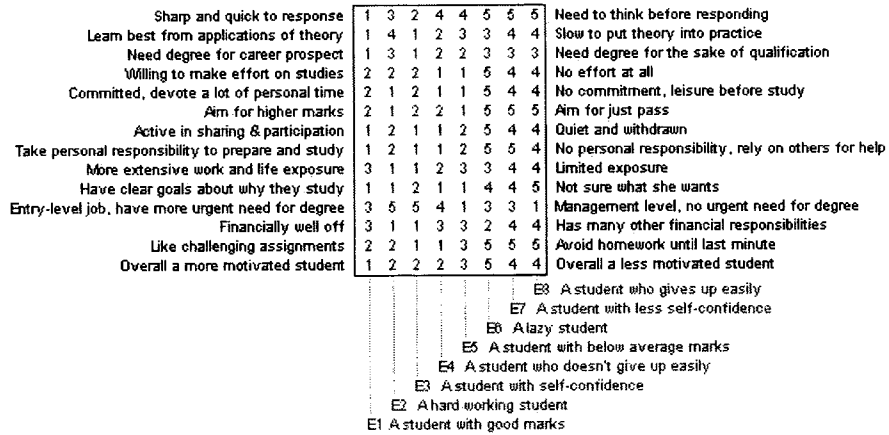 Sharp and quick to response 1 3 2 4 4 5 5 5 Need to think before responding
Learn best from applications of theory 1 4 1 2 3 3 4 4 Slow to put theory into practice
Need degree for career prospect 1 3 1 2 2 3 3 3 Need degree for the sake of qualification
Willing to make effort on studies 2 2 2 1 1 5 4 4 No effort at all
Committed, devote a lot of personal time 2 1 2 1 1 5 4 4 No commitment, leisure before study
Aim for higher marks 2 1 2 2 1 5 5 5 Aim for just pass
Active in sharing & participation 1 2 1 1 2 5 4 4 Quiet and withdrawn
Take personal responsibility to prepare and study 1 2 1 1 2 5 5 4 No personal responsibility, rely on others for help
More extensive work and life exposure 3 1 1 2 3 3 4 4 Limited exposure
Have clear goals about why they study 1 1 2 1 1 4 4 5 Not sure what she wants
Entry-level job, have more urgent need for degree 3 5 5 4 1 3 3 1 Management level, no urgent need for degree
Financially well off 3 1 1 3 3 2 4 4 Has many other financial responsibilities
Like challenging assignments 2 2 1 1 3 5 5 5 Avoid homework until last minute
Overall a more motivated student 1 2 2 2 3 5 4 4 Overall a less motivated student
E8 A student who gives up easily
E7 A student with less self-confidence
E6 A lazy student
E5 A student with below average marks
E4 A student who doesn't give up easily
E3 A student with self-confidence
E2 A hard working student
E1 A student with good marks